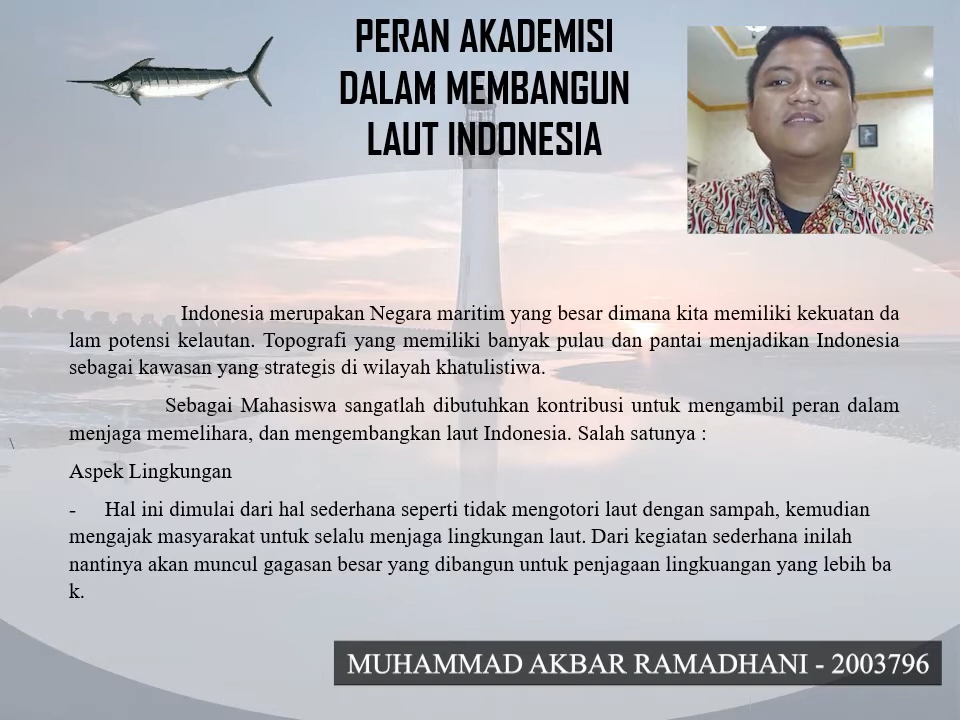 PERAN AKADEMISI
DALAM MEMBANGUN
LAUT INDONESIA
Indonesia merupakan Negara maritim yang besar dimana kita memiliki kekuatan da
lam potensi kelautan. Topografi yang memiliki banyak pulau dan pantai menjadikan Indonesia
sebagai kawasan yang strategis di wilayah khatulistiwa.
Sebagai Mahasiswa sangatlah dibutuhkan kontribusi untuk mengambil peran dalam
menjaga memelihara, dan mengembangkan laut Indonesia. Salah satunya :
\
Aspek Lingkungan
- Hal ini dimulai dari hal sederhana seperti tidak mengotori laut dengan sampah, kemudian
mengajak masyarakat untuk selalu menjaga lingkungan laut. Dari kegiatan sederhana inilah
nantinya akan muncul gagasan besar yang dibangun untuk penjagaan lingkuangan yang lebih ba
k.
MUHAMMAD AKBAR RAMADHANI - 2003796